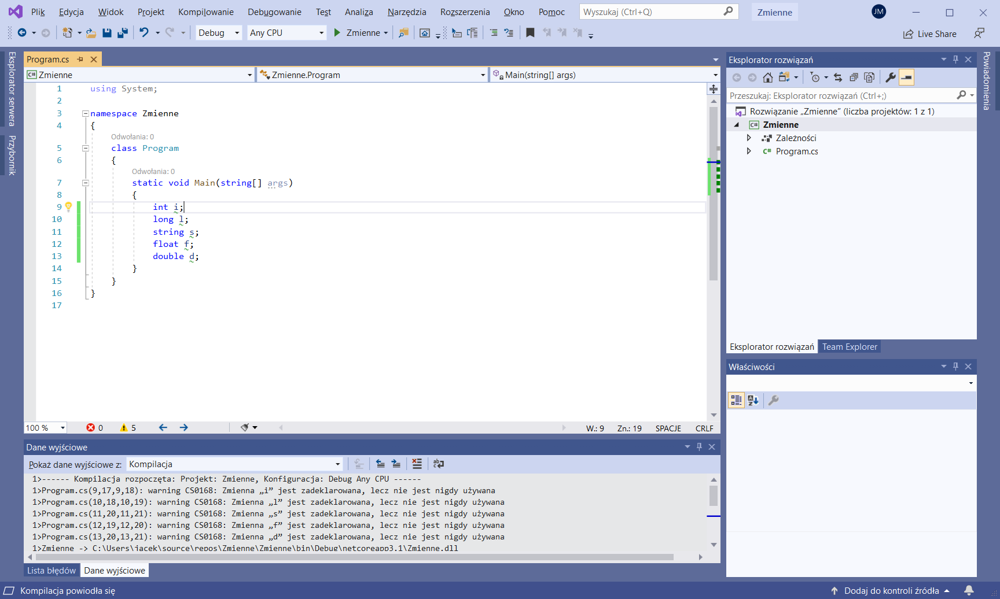 Plik Edycja Widok Projekt Kompilowanie Debugowanie Test Analiza Narzędzia Rozszerzenia Okno Pomoc Wyszukaj (Ctrl+Q) Zmienne JM
Debug Any CPU Zmienne Live Share
Eksplorator serwera
Przybornik
Program.cs
Zmienne Zmienne.Program Main(string[] args)
1 using System;
2
3 namespace Zmienne
4 {
Odwołania: 0
5 class Program
6 {
Odwołania: 0
7 static void Main(string[] args)
8 {
9 int i;
10 long l;
11 string s;
12 float f;
13 double d;
14 }
15 }
16 }
17
100 % 0 5 W.: 9 Zn.: 19 SPACJE CRLF
Dane wyjściowe
Pokaż dane wyjściowe z: Kompilacja
1>------ Kompilacja rozpoczęta: Projekt: Zmienne, Konfiguracja: Debug Any CPU ------
1>Program.cs(9,17,9,18): warning CS0168: Zmienna „i” jest zadeklarowana, lecz nie jest nigdy używana
1>Program.cs(10,18,10,19): warning CS0168: Zmienna „l” jest zadeklarowana, lecz nie jest nigdy używana
1>Program.cs(11,20,11,21): warning CS0168: Zmienna „s” jest zadeklarowana, lecz nie jest nigdy używana
1>Program.cs(12,19,12,20): warning CS0168: Zmienna „f” jest zadeklarowana, lecz nie jest nigdy używana
1>Program.cs(13,20,13,21): warning CS0168: Zmienna „d” jest zadeklarowana, lecz nie jest nigdy używana
1>Zmienne -> C:\Users\jacek\source\repos\Zmienne\Zmienne\bin\Debug\netcoreapp3.1\Zmienne.dll
Lista błędów Dane wyjściowe
Eksplorator rozwiązań
Przeszukaj: Eksplorator rozwiązań (Ctrl+;)
Rozwiązanie „Zmienne” (liczba projektów: 1 z 1)
C# Zmienne
Zależności
C# Program.cs
Eksplorator rozwiązań Team Explorer
Właściwości
Powiadomienia
Kompilacja powiodła się Dodaj do kontroli źródła